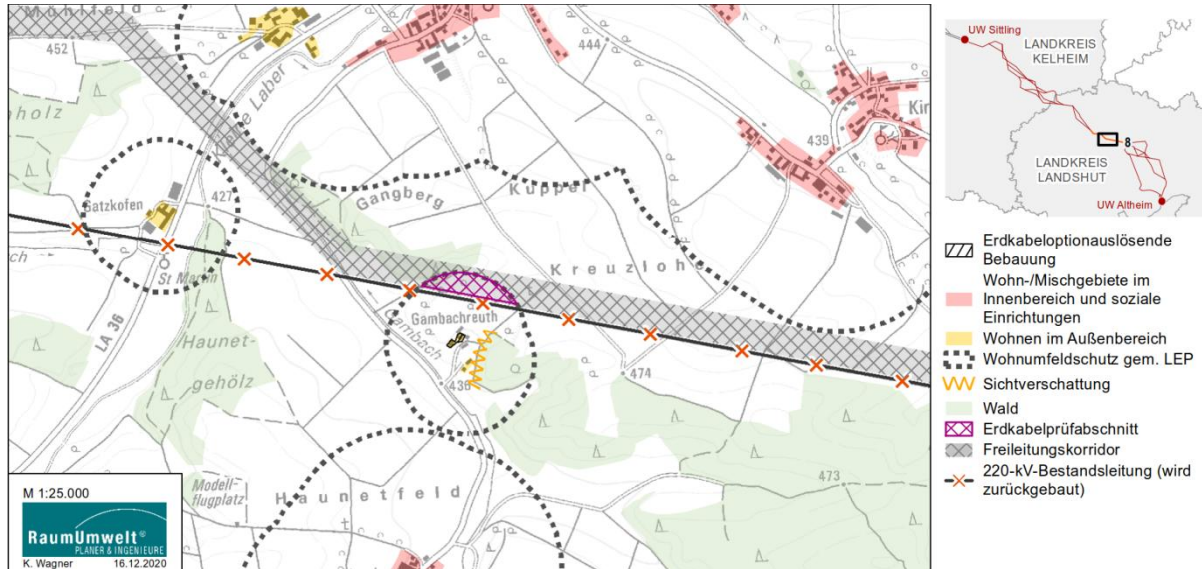 452
444
Laber
439
Kir
427
Gatzkofen
Gangberg
Kuppel
Kreuzlohe
St Martin
Gambachreuth
LA 36
Gambach
Haunet-
gehölz
436
474
Modell-
flugplatz
Haunetfeld
473
M 1:25.000
RaumUmwelt®
PLANER & INGENIEURE
K. Wagner 16.12.2020
UW Sittling
LANDKREIS
KELHEIM
8
LANDKREIS
LANDSHUT
UW Altheim
Erdkabeloptionauslösende
Bebauung
Wohn-/Mischgebiete im
Innenbereich und soziale
Einrichtungen
Wohnen im Außenbereich
Wohnumfeldschutz gem. LEP
Sichtverschattung
Wald
Erdkabelprüfabschnitt
Freileitungskorridor
220-kV-Bestandsleitung (wird
zurückgebaut)